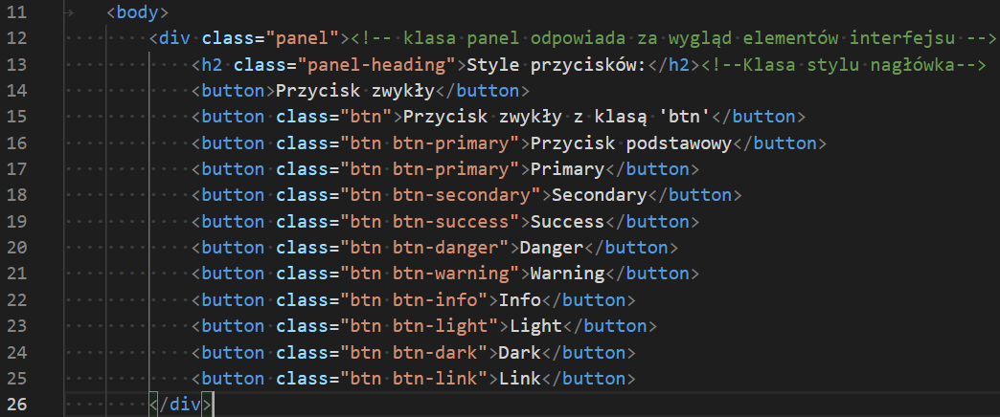 11 <body>
12 <div class="panel"><!-- klasa panel odpowiada za wygląd elementów interfejsu -->
13 <h2 class="panel-heading">Style przycisków:</h2><!--Klasa stylu nagłówka-->
14 <button>Przycisk zwykły</button>
15 <button class="btn">Przycisk zwykły z klasą 'btn'</button>
16 <button class="btn btn-primary">Przycisk podstawowy</button>
17 <button class="btn btn-primary">Primary</button>
18 <button class="btn btn-secondary">Secondary</button>
19 <button class="btn btn-success">Success</button>
20 <button class="btn btn-danger">Danger</button>
21 <button class="btn btn-warning">Warning</button>
22 <button class="btn btn-info">Info</button>
23 <button class="btn btn-light">Light</button>
24 <button class="btn btn-dark">Dark</button>
25 <button class="btn btn-link">Link</button>
26 </div>